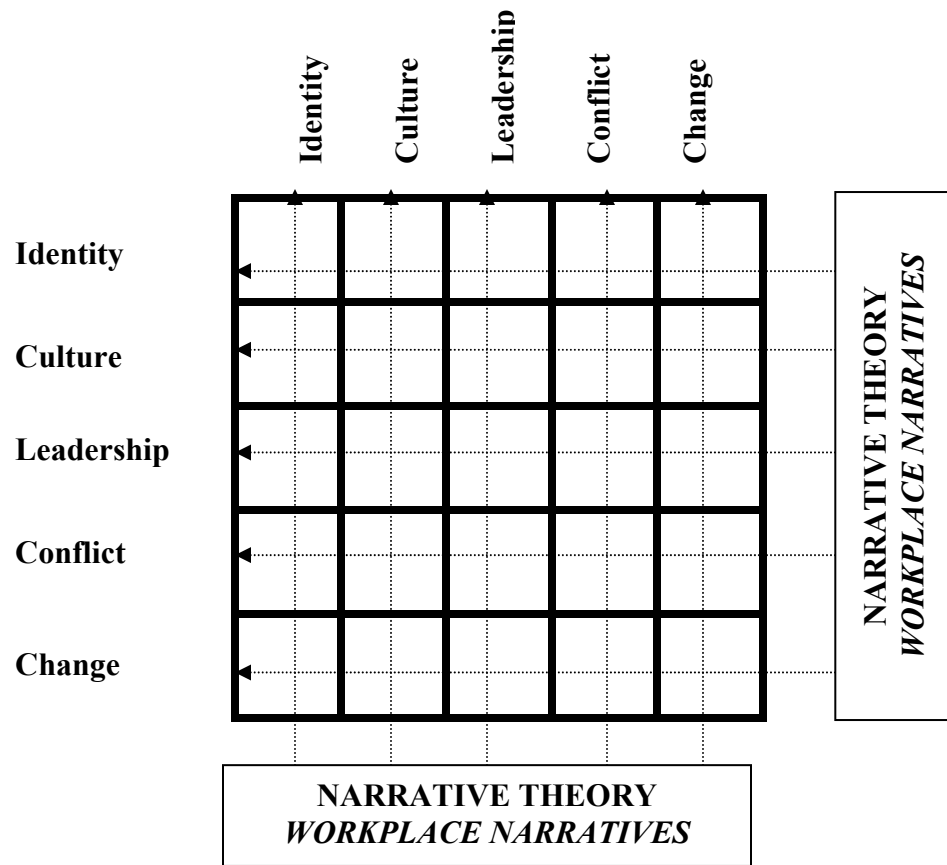 Identity
Culture
Leadership
Conflict
Change
Identity
Culture
Leadership
Conflict
Change
NARRATIVE THEORY
WORKPLACE NARRATIVES
NARRATIVE THEORY
WORKPLACE NARRATIVES